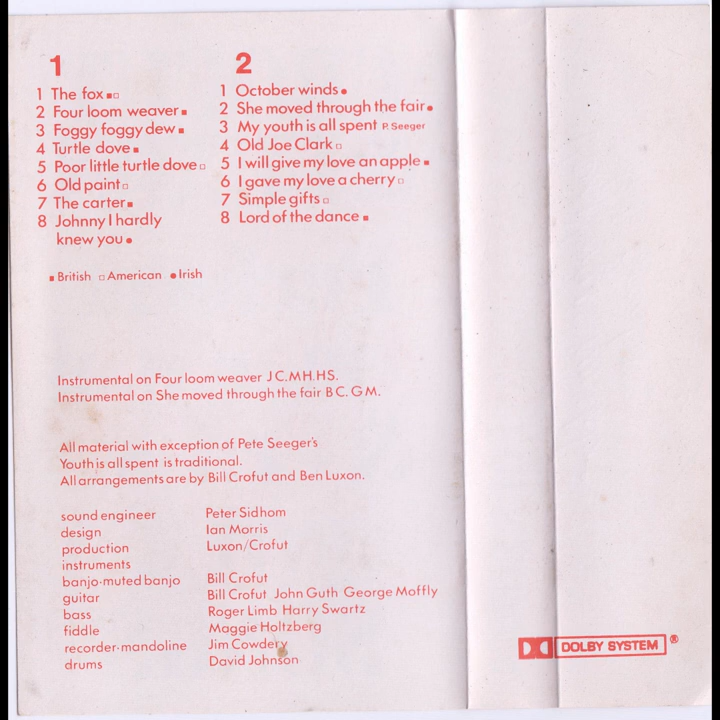 1
1 The fox ▪▫
2 Four loom weaver ▪
3 Foggy foggy dew ▪
4 Turtle dove ▪
5 Poor little turtle dove ▫
6 Old paint ▫
7 The carter ▪
8 Johnny I hardly
knew you •
2
1 October winds •
2 She moved through the fair •
3 My youth is all spent P. Seeger
4 Old Joe Clark ▫
5 I will give my love an apple ▪
6 I gave my love a cherry ▫
7 Simple gifts ▫
8 Lord of the dance ▪
▪ British ▫ American • Irish
Instrumental on Four loom weaver J C. M H. HS.
Instrumental on She moved through the fair B C. G M.
All material with exception of Pete Seeger's
Youth is all spent is traditional.
All arrangements are by Bill Crofut and Ben Luxon.
sound engineer Peter Sidhom
design Ian Morris
production Luxon/Crofut
instruments
banjo-muted banjo Bill Crofut
guitar Bill Crofut John Guth George Moffly
bass Roger Limb Harry Swartz
fiddle Maggie Holtzberg
recorder-mandoline Jim Cowdery
drums David Johnson
DOLBY SYSTEM ®